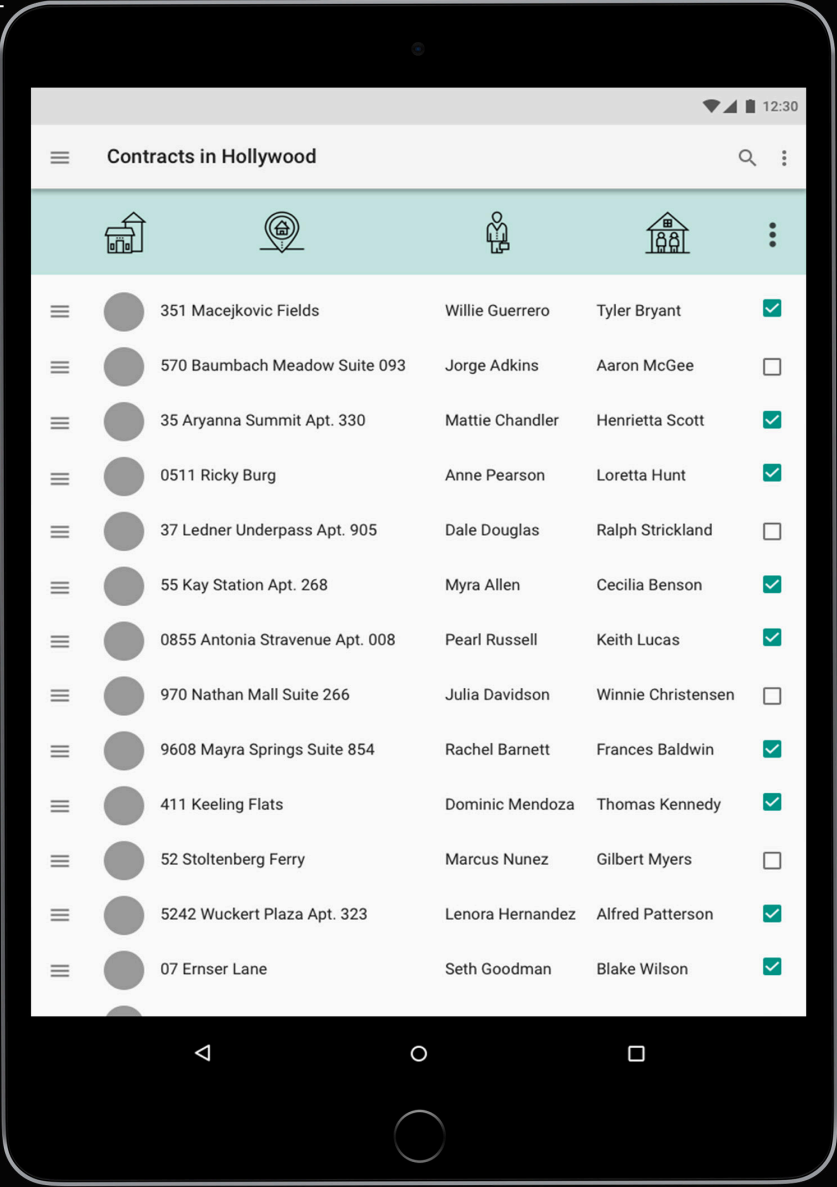 12:30
Contracts in Hollywood
351 Macejkovic Fields Willie Guerrero Tyler Bryant
570 Baumbach Meadow Suite 093 Jorge Adkins Aaron McGee
35 Aryanna Summit Apt. 330 Mattie Chandler Henrietta Scott
0511 Ricky Burg Anne Pearson Loretta Hunt
37 Ledner Underpass Apt. 905 Dale Douglas Ralph Strickland
55 Kay Station Apt. 268 Myra Allen Cecilia Benson
0855 Antonia Stravenue Apt. 008 Pearl Russell Keith Lucas
970 Nathan Mall Suite 266 Julia Davidson Winnie Christensen
9608 Mayra Springs Suite 854 Rachel Barnett Frances Baldwin
411 Keeling Flats Dominic Mendoza Thomas Kennedy
52 Stoltenberg Ferry Marcus Nunez Gilbert Myers
5242 Wuckert Plaza Apt. 323 Lenora Hernandez Alfred Patterson
07 Ernser Lane Seth Goodman Blake Wilson